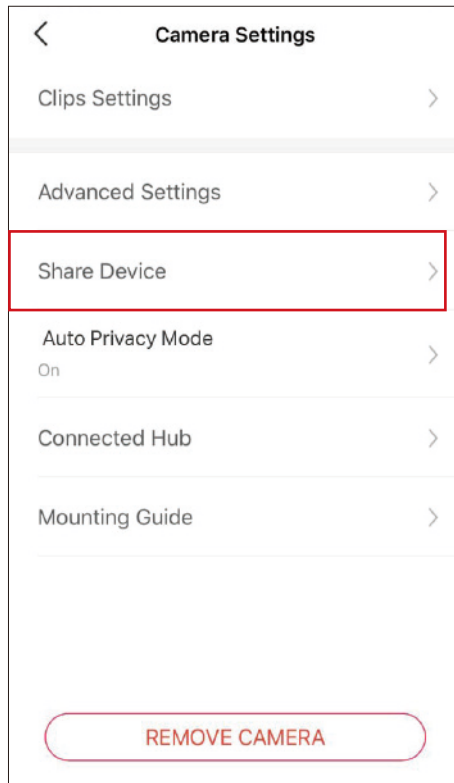 Camera Settings
Clips Settings
Advanced Settings
Share Device
Auto Privacy Mode
On
Connected Hub
Mounting Guide
REMOVE CAMERA